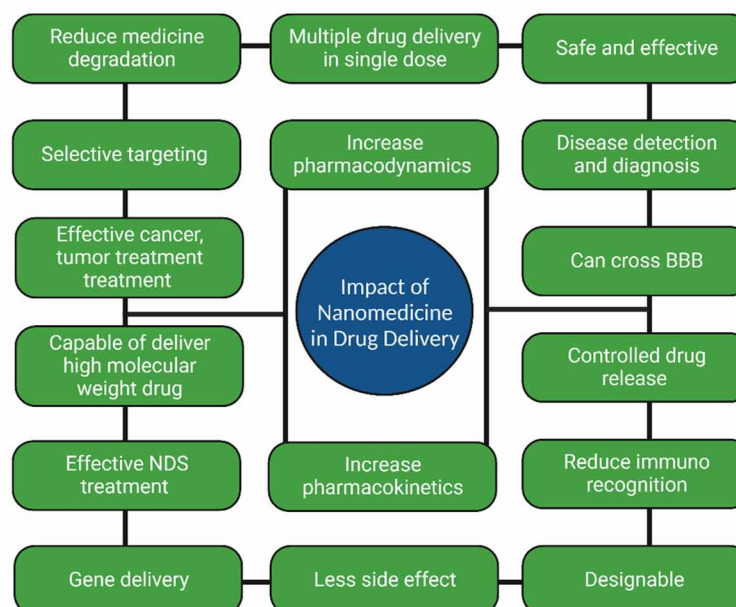 Reduce medicine
degradation
Multiple drug delivery
in single dose
Safe and effective
Selective targeting
Increase
pharmacodynamics
Disease detection
and diagnosis
Effective cancer,
tumor treatment
treatment
Impact of
Nanomedicine
in Drug Delivery
Can cross BBB
Capable of deliver
high molecular
weight drug
Controlled drug
release
Effective NDS
treatment
Increase
pharmacokinetics
Reduce immuno
recognition
Gene delivery
Less side effect
Designable